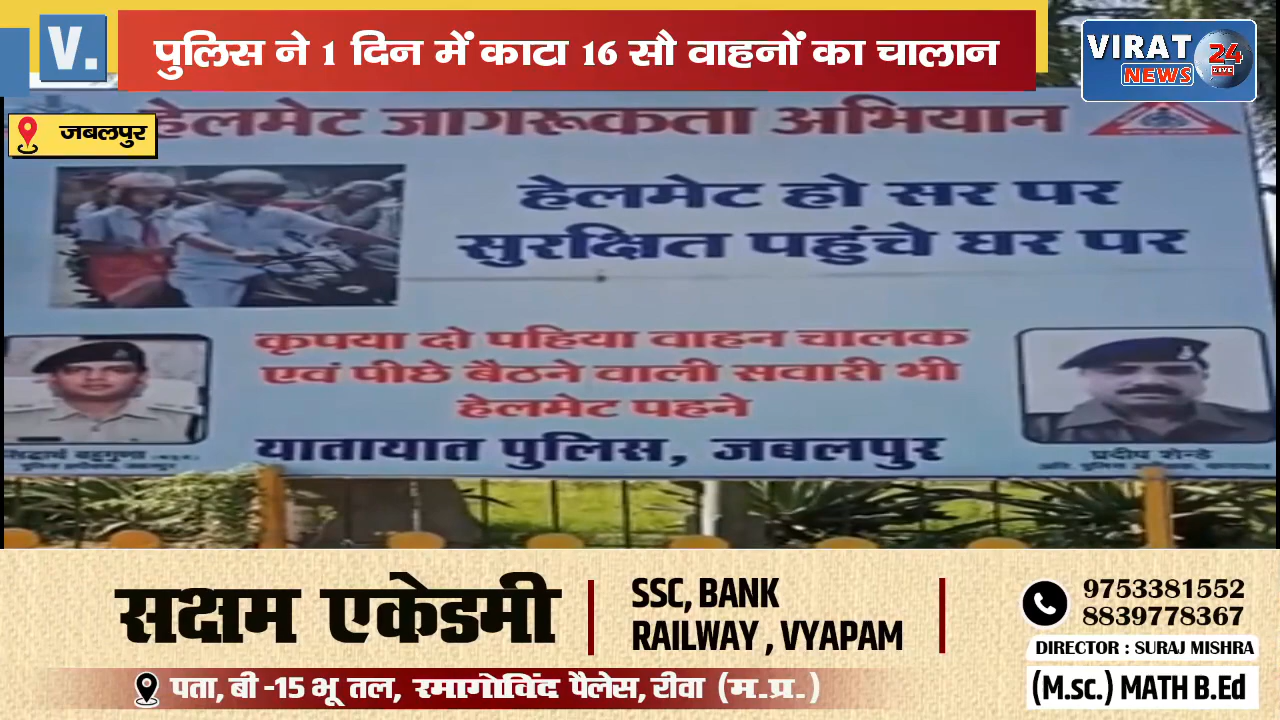 V.
पुलिस ने 1 दिन में काटा 16 सौ वाहनों का चालान
VIRAT 24
NEWS LIVE
जबलपुर
हेलमेट जागरूकता अभियान
हेलमेट हो सर पर
सुरक्षित पहुंचे घर पर
कृपया दो पहिया वाहन चालक
एवं पीछे बैठने वाली सवारी भी
हेलमेट पहने
यातायात पुलिस, जबलपुर
बहुगुणा
प्रदीप शेन्डे
सक्षम एकेडमी
SSC, BANK
RAILWAY , VYAPAM
9753381552
8839778367
DIRECTOR : SURAJ MISHRA
(M.sc.) MATH B.Ed
पता, बी -15 भू तल, रमागोविंद पैलेस, रीवा (म.प्र.)